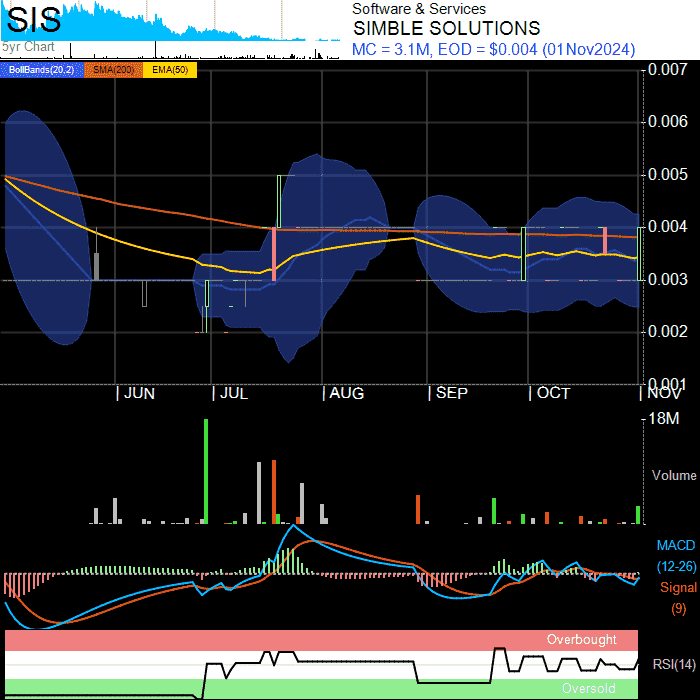 SIS
5yr Chart
Software & Services
SIMBLE SOLUTIONS
MC = 3.1M, EOD = $0.004 (01Nov2024)
BollBands(20,2) SMA(200) EMA(50)
0.007
0.006
0.005
0.004
0.003
0.002
0.001
JUN JUL AUG SEP OCT NOV
18M
Volume
MACD
(12-26)
Signal
(9)
Overbought
RSI(14)
Oversold